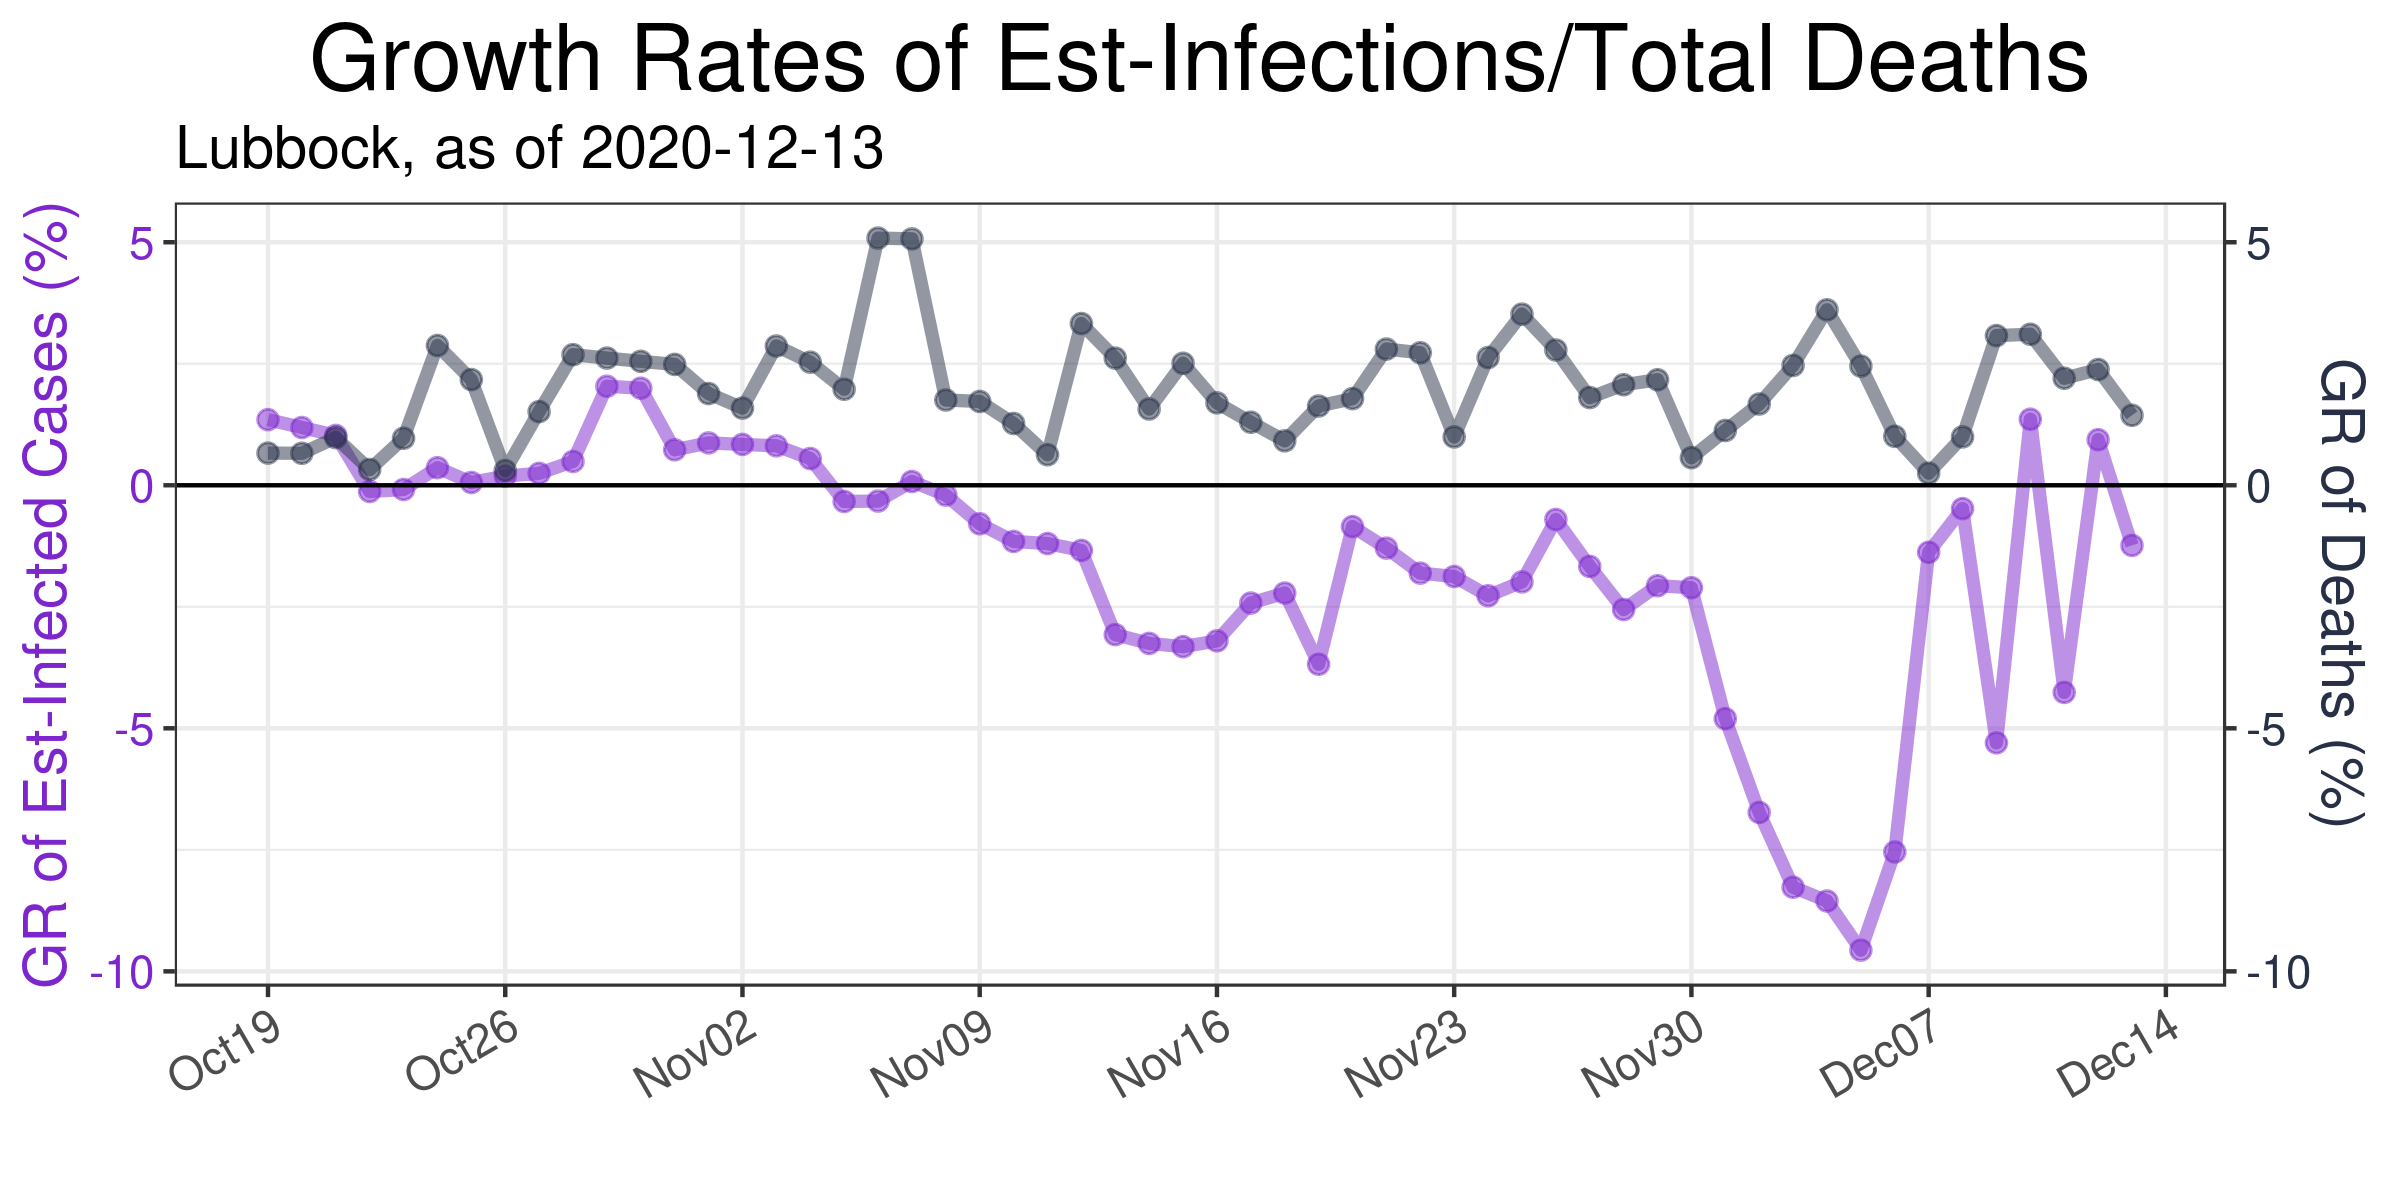 Growth Rates of Est-Infections/Total Deaths
Lubbock, as of 2020-12-13
GR of Est-Infected Cases (%)
5
0
-5
-10
5
0
-5
-10
GR of Deaths (%)
Oct19
Oct26
Nov02
Nov09
Nov16
Nov23
Nov30
Dec07
Dec14